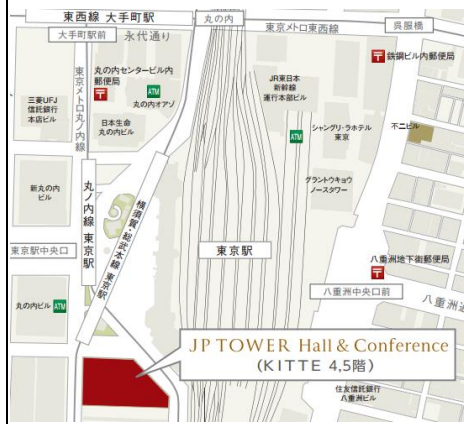 東西線 大手町駅
丸の内
東京メトロ東西線
呉服橋
大手町駅前
永代通り
鉄鋼ビル内郵便局
丸の内センタービル内
郵便局
ATM
丸の内オアゾ
JR東日本
新幹線
運行本部ビル
三菱UFJ
信託銀行
本店ビル
日本生命
丸の内ビル
東京メトロ丸ノ内線
ATM
シャングリ・ラホテル
東京
不二ビル
新丸の内
ビル
丸ノ内線 東京駅
横須賀・総武本線 東京駅
グラントウキョウ
ノースタワー
東京駅中央口
東京駅
八重洲地下街郵便局
丸の内ビル
ATM
八重洲中央口前
八重洲通
JP TOWER Hall & Conference
(KITTE 4,5階)
住友信託銀行
八重洲ビル